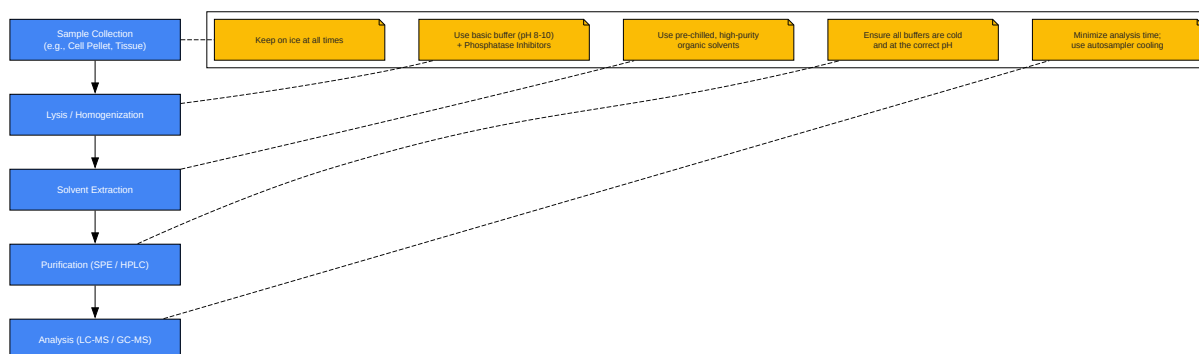 Sample Collection
(e.g., Cell Pellet, Tissue)
Keep on ice at all times
Use basic buffer (pH 8-10)
+ Phosphatase Inhibitors
Use pre-chilled, high-purity
organic solvents
Ensure all buffers are cold
and at the correct pH
Minimize analysis time;
use autosampler cooling
Lysis / Homogenization
Solvent Extraction
Purification (SPE / HPLC)
Analysis (LC-MS / GC-MS)